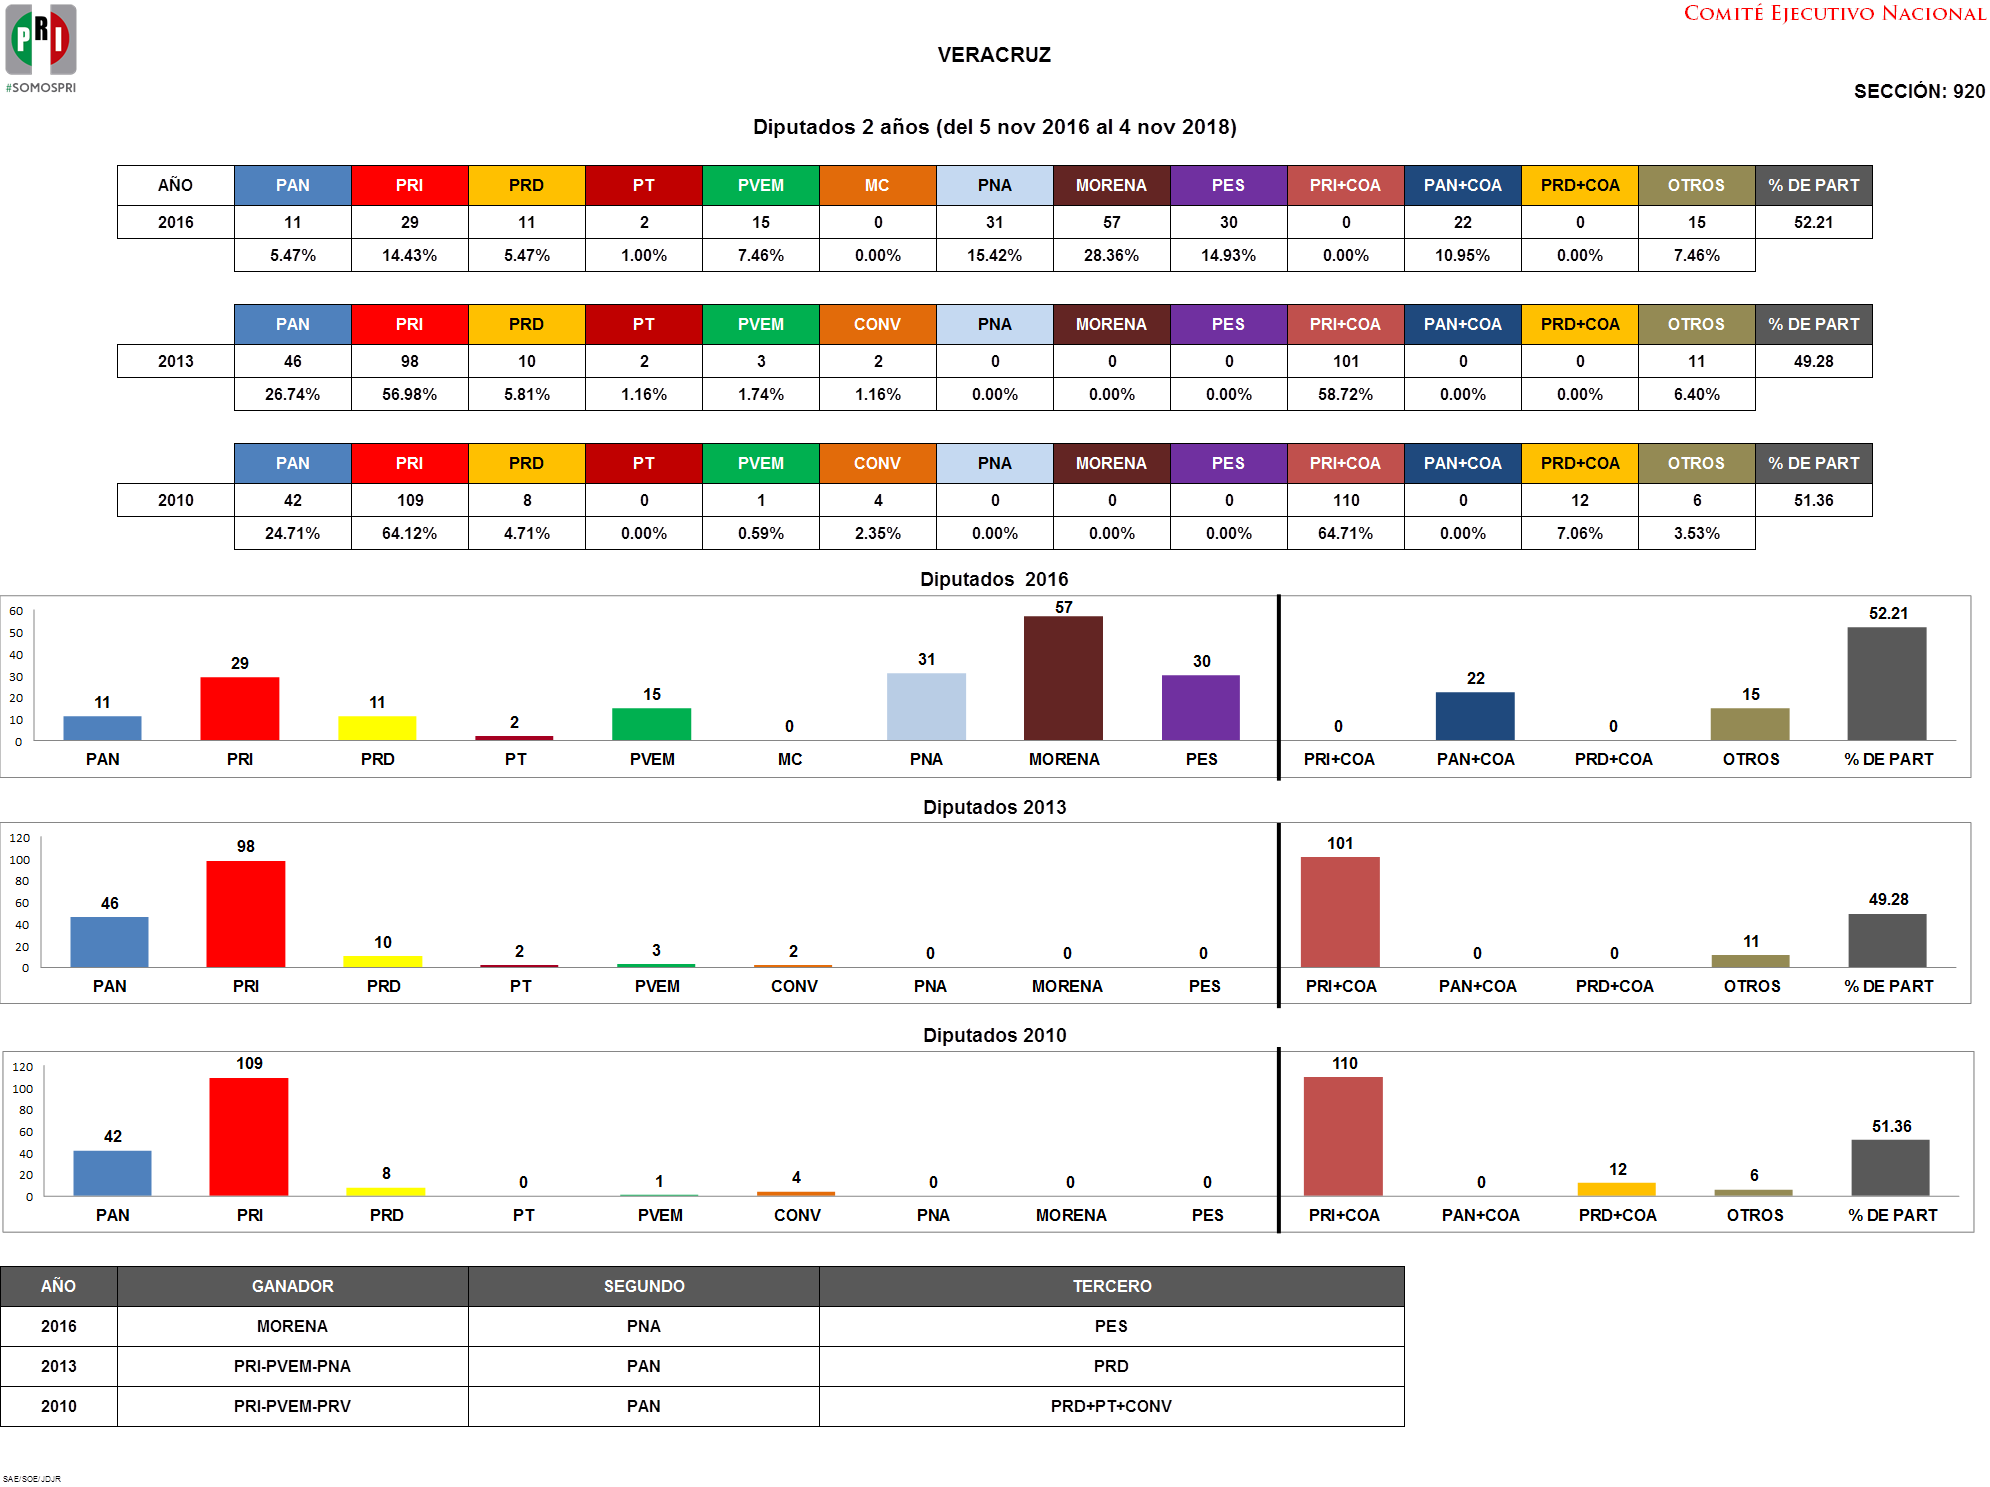 PRI
#SOMOSPRI
COMITÉ EJECUTIVO NACIONAL
VERACRUZ
SECCIÓN: 920
Diputados 2 años (del 5 nov 2016 al 4 nov 2018)
AÑO PAN PRI PRD PT PVEM MC PNA MORENA PES PRI+COA PAN+COA PRD+COA OTROS % DE PART
2016 11 29 11 2 15 0 31 57 30 0 22 0 15 52.21
5.47% 14.43% 5.47% 1.00% 7.46% 0.00% 15.42% 28.36% 14.93% 0.00% 10.95% 0.00% 7.46%
PAN PRI PRD PT PVEM CONV PNA MORENA PES PRI+COA PAN+COA PRD+COA OTROS % DE PART
2013 46 98 10 2 3 2 0 0 0 101 0 0 11 49.28
26.74% 56.98% 5.81% 1.16% 1.74% 1.16% 0.00% 0.00% 0.00% 58.72% 0.00% 0.00% 6.40%
PAN PRI PRD PT PVEM CONV PNA MORENA PES PRI+COA PAN+COA PRD+COA OTROS % DE PART
2010 42 109 8 0 1 4 0 0 0 110 0 12 6 51.36
24.71% 64.12% 4.71% 0.00% 0.59% 2.35% 0.00% 0.00% 0.00% 64.71% 0.00% 7.06% 3.53%
Diputados 2016
60
50
40
30
20
10
0
11 29 11 2 15 0 31 57 30 0 22 0 15 52.21
PAN PRI PRD PT PVEM MC PNA MORENA PES PRI+COA PAN+COA PRD+COA OTROS % DE PART
Diputados 2013
120
100
80
60
40
20
0
46 98 10 2 3 2 0 0 0 101 0 0 11 49.28
PAN PRI PRD PT PVEM CONV PNA MORENA PES PRI+COA PAN+COA PRD+COA OTROS % DE PART
Diputados 2010
120
100
80
60
40
20
0
42 109 8 0 1 4 0 0 0 110 0 12 6 51.36
PAN PRI PRD PT PVEM CONV PNA MORENA PES PRI+COA PAN+COA PRD+COA OTROS % DE PART
AÑO GANADOR SEGUNDO TERCERO
2016 MORENA PNA PES
2013 PRI-PVEM-PNA PAN PRD
2010 PRI-PVEM-PRV PAN PRD+PT+CONV
SAE/SOE/JDJR